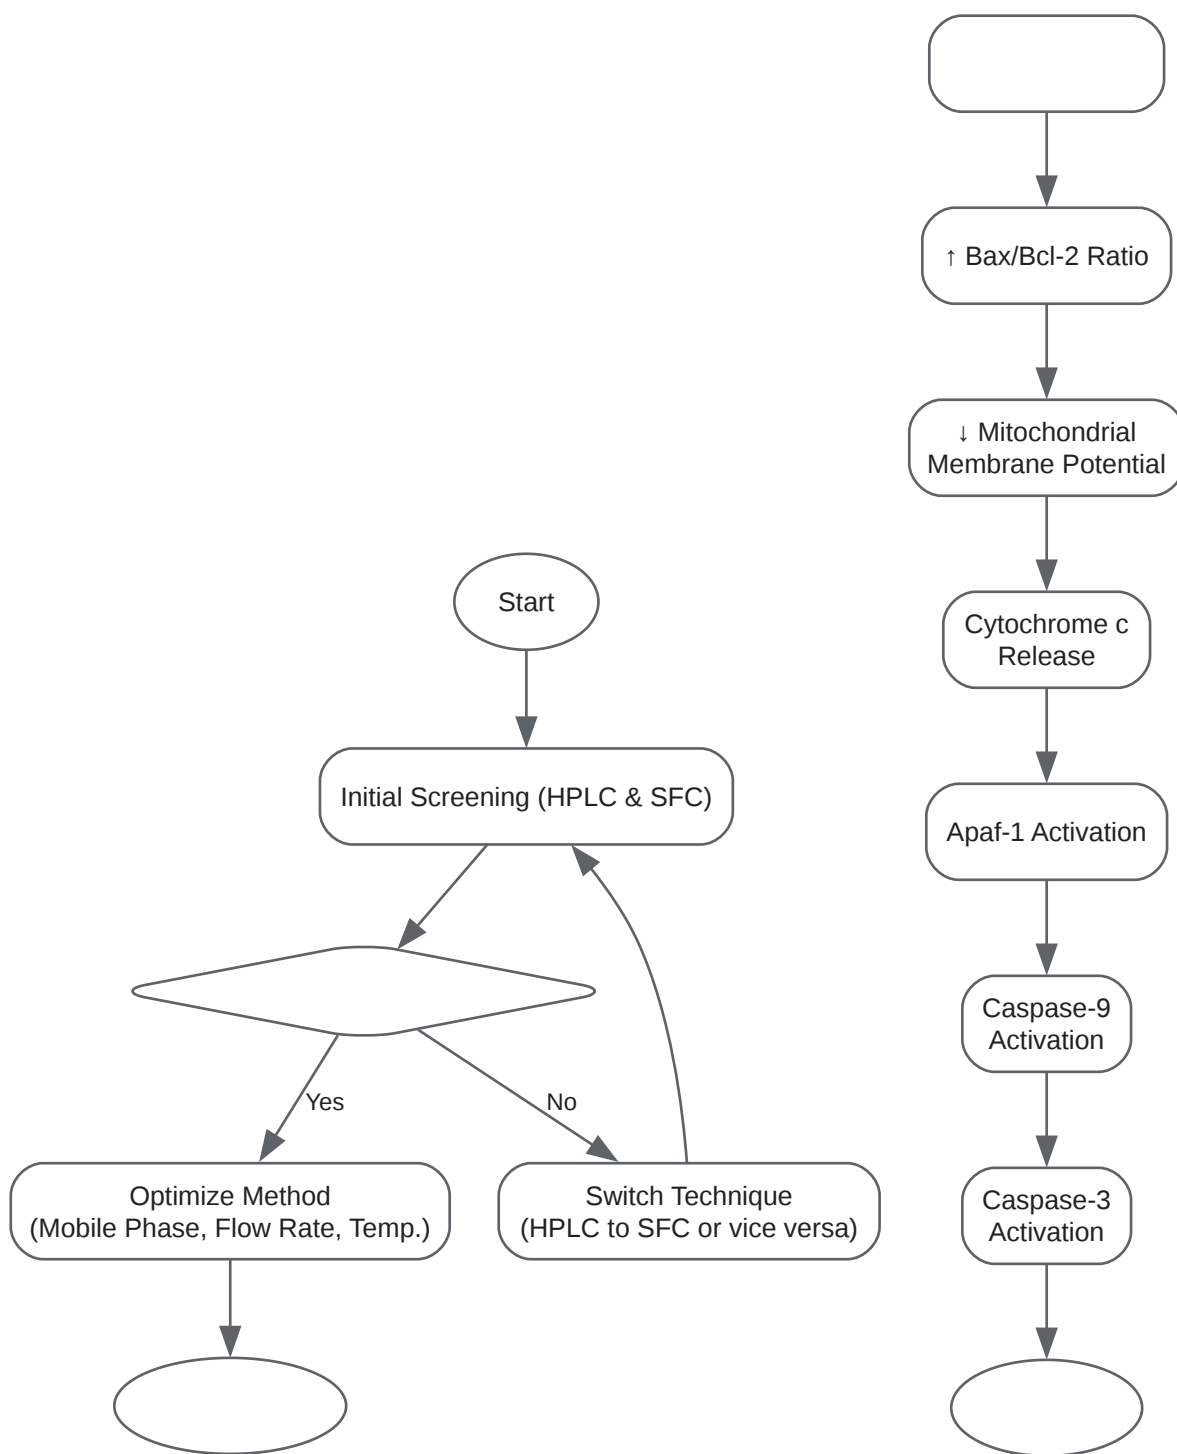 Start
Initial Screening (HPLC & SFC)
Yes
No
Optimize Method
(Mobile Phase, Flow Rate, Temp.)
Switch Technique
(HPLC to SFC or vice versa)
↑ Bax/Bcl-2 Ratio
↓ Mitochondrial
Membrane Potential
Cytochrome c
Release
Apaf-1 Activation
Caspase-9
Activation
Caspase-3
Activation